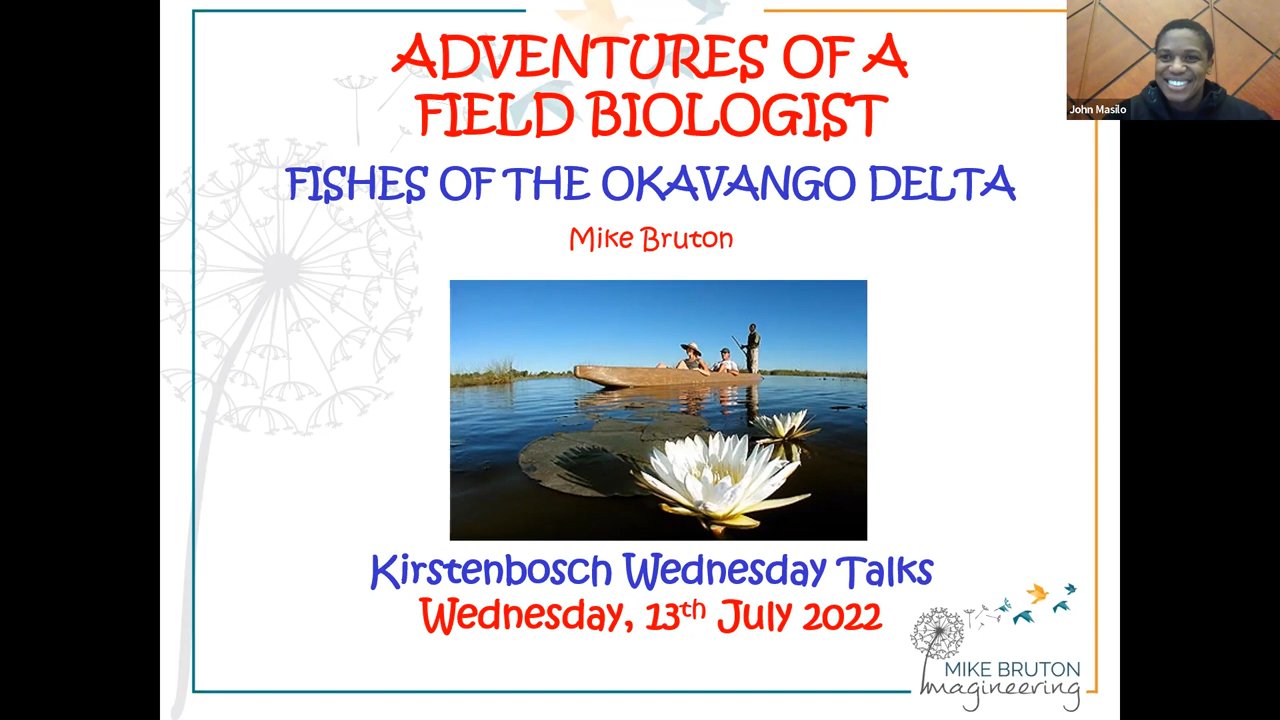 ADVENTURES OF A
FIELD BIOLOGIST
FISHES OF THE OKAVANGO DELTA
Mike Bruton
Kirstenbosch Wednesday Talks
Wednesday, 13th July 2022
MIKE BRUTON
Imagineering
John Masilo